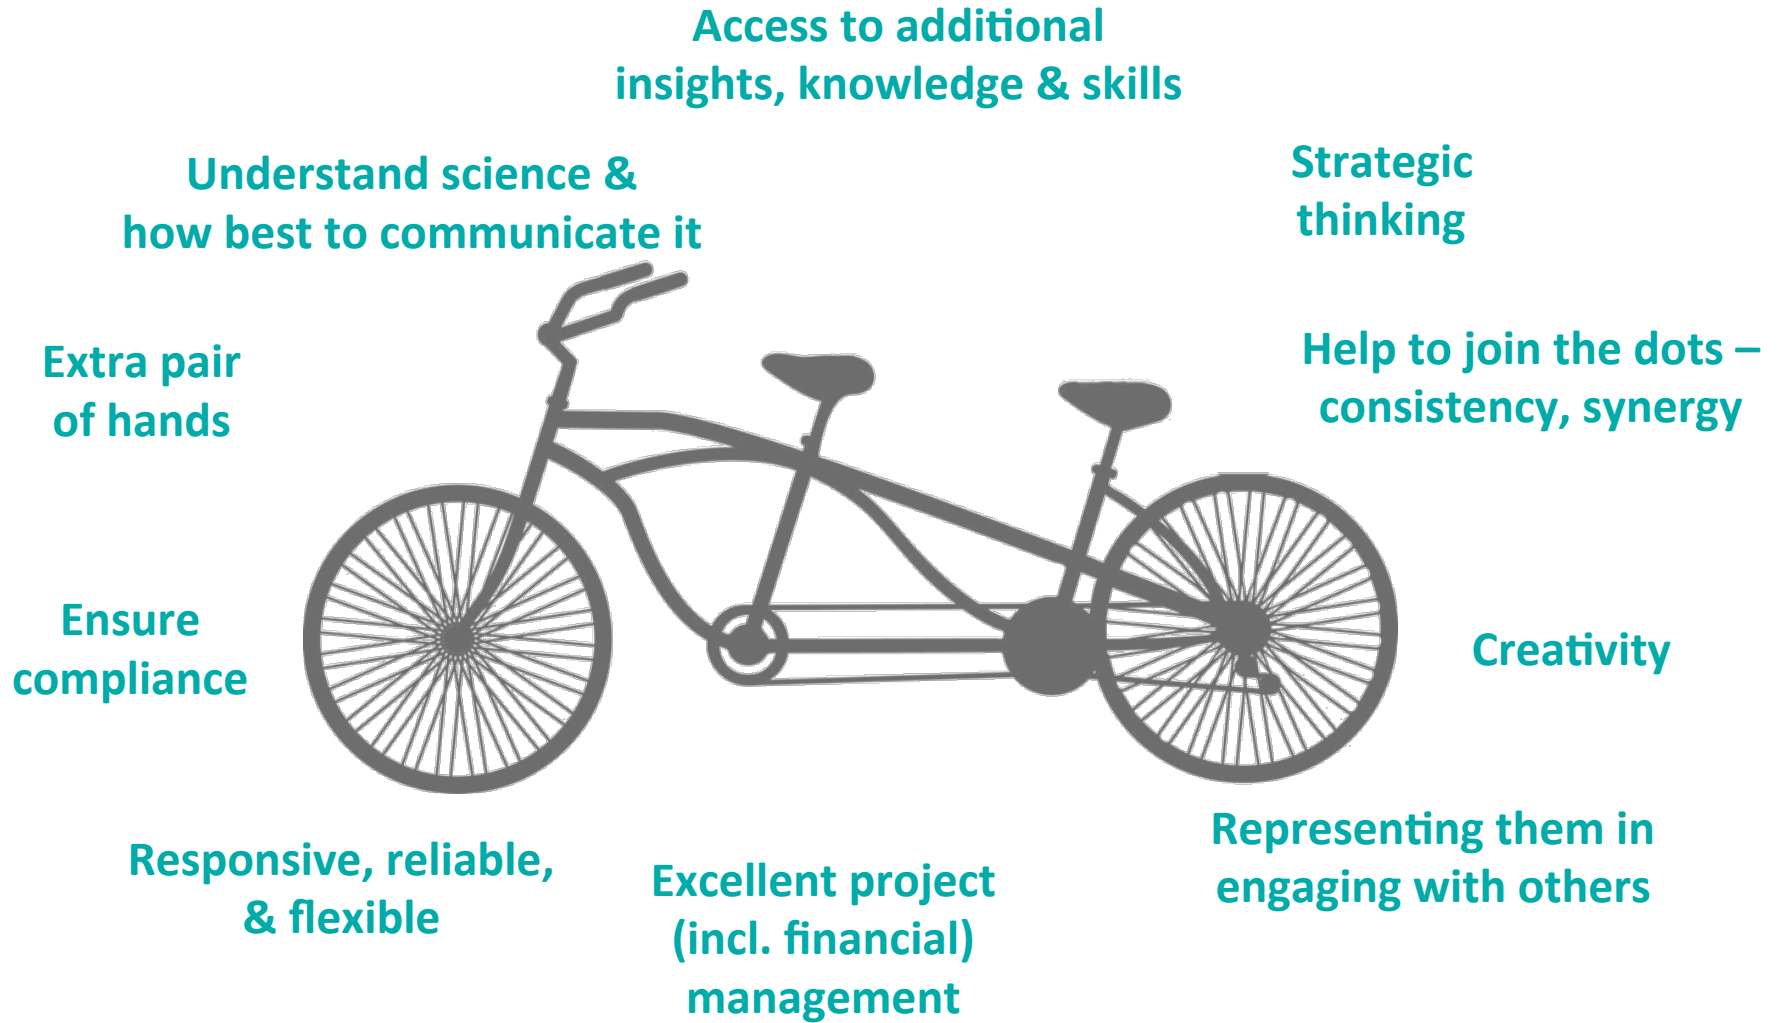 Access to additional
insights, knowledge & skills
Understand science &
how best to communicate it
Strategic
thinking
Extra pair
of hands
Help to join the dots –
consistency, synergy
Ensure
compliance
Creativity
Responsive, reliable,
& flexible
Excellent project
(incl. financial)
management
Representing them in
engaging with others